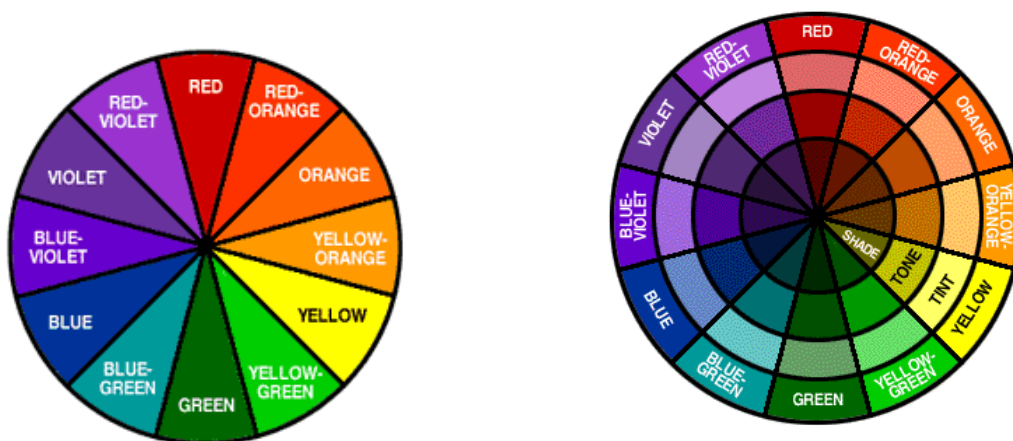 RED
RED-
ORANGE
ORANGE
YELLOW-
ORANGE
YELLOW
YELLOW-
GREEN
GREEN
BLUE-
GREEN
BLUE
BLUE-
VIOLET
VIOLET
RED-
VIOLET
RED
RED-
ORANGE
ORANGE
YELLOW-
ORANGE
YELLOW
TINT
TONE
SHADE
YELLOW-
GREEN
GREEN
BLUE-
GREEN
BLUE
BLUE-
VIOLET
VIOLET
RED-
VIOLET